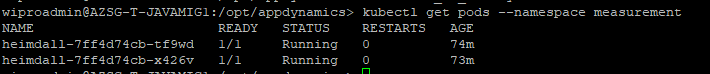 wiproadmin@AZSG-T-JAVAMIG1:/opt/appdynamics> kubectl get pods --namespace measurement
NAME READY STATUS RESTARTS AGE
heimdall-7ff4d74cb-tf9wd 1/1 Running 0 74m
heimdall-7ff4d74cb-x426v 1/1 Running 0 73m